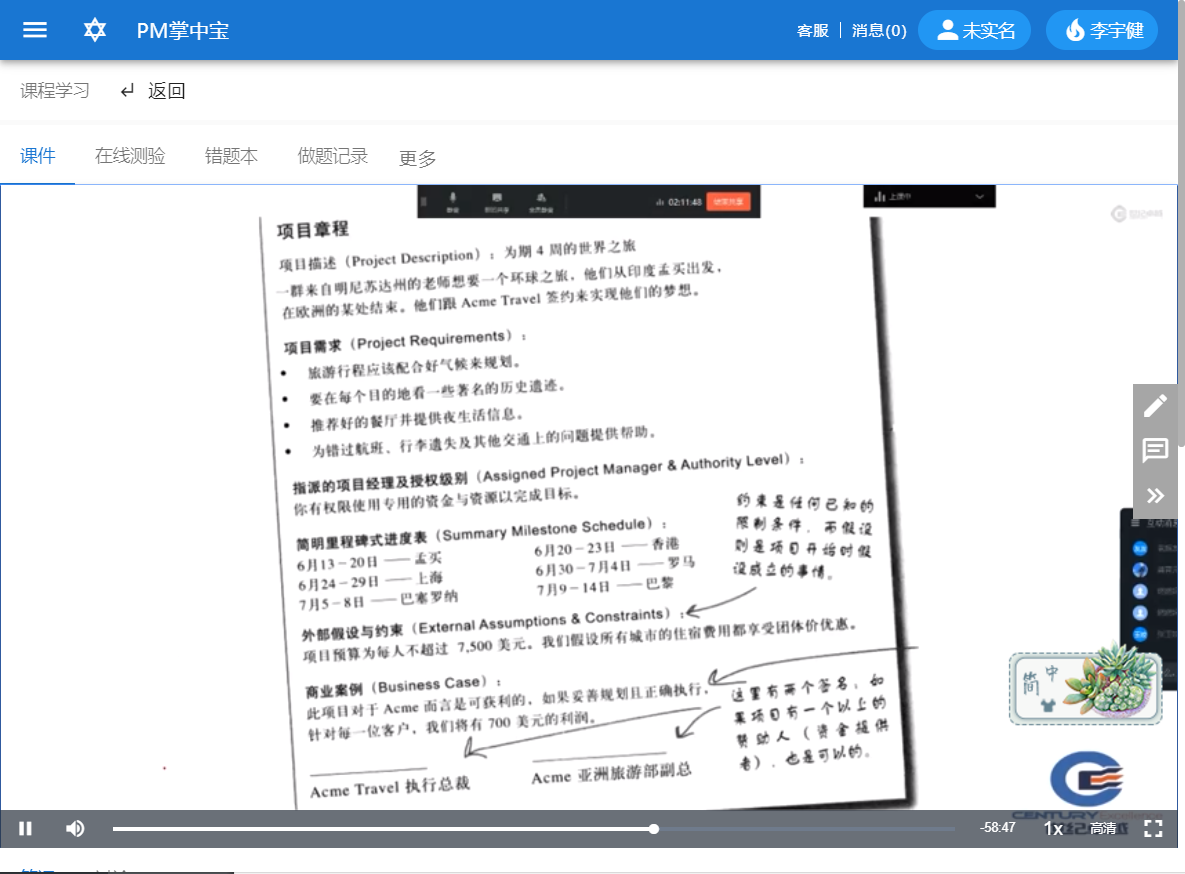 PM掌中宝
客服
消息(0)
未实名
李宇健
课程学习
返回
课件
在线测验
错题本
做题记录
更多
02:11:48
结束共享
上课中
项目章程
项目描述（Project Description）：为期 4 周的世界之旅
一群来自明尼苏达州的老师想要一个环球之旅，他们从印度孟买出发，
在欧洲的某处结束。他们跟 Acme Travel 签约来实现他们的梦想。
项目需求（Project Requirements）：
• 旅游行程应该配合好气候来规划。
• 要在每个目的地看一些著名的历史遗迹。
• 推荐好的餐厅并提供夜生活信息。
• 为错过航班、行李遗失及其他交通上的问题提供帮助。
指派的项目经理及授权级别（Assigned Project Manager & Authority Level）：
你有权限使用专用的资金与资源以完成目标。
简明里程碑式进度表（Summary Milestone Schedule）：
6月13－20日 —— 孟买
6月20－23日 —— 香港
6月24－29日 —— 上海
6月30－7月4日 —— 罗马
7月5－8日 —— 巴塞罗纳
7月9－14日 —— 巴黎
约束是任何已知的
限制条件，而假设
则是项目开始时假
设成立的事情。
外部假设与约束（External Assumptions & Constraints）：
项目预算为每人不超过 7,500 美元。我们假设所有城市的住宿费用都享受团体价优惠。
商业案例（Business Case）：
此项目对于 Acme 而言是可获利的，如果妥善规划且正确执行，
针对每一位客户，我们将有 700 美元的利润。
这里有两个签名，如
果项目有一个以上的
赞助人（资金提供
者），也是可以的。
Acme Travel 执行总裁
Acme 亚洲旅游部副总
中
简
CENTURY
-58:47
1x
高清